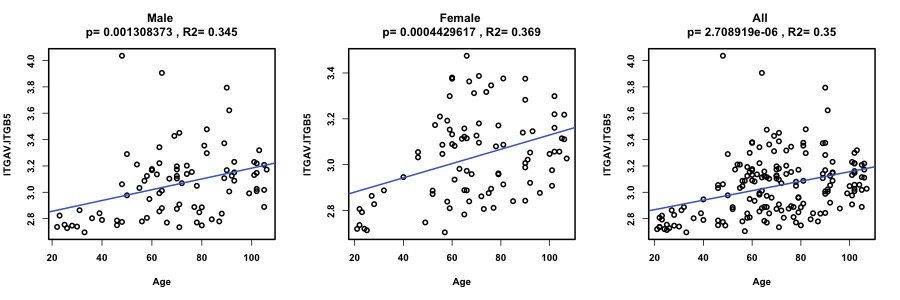 Male
p= 0.001308373 , R2= 0.345
ITGAV.ITGB5
4.0
3.8
3.6
3.4
3.2
3.0
2.8
20 40 60 80 100
Age
Female
p= 0.0004429617 , R2= 0.369
ITGAV.ITGB5
3.4
3.2
3.0
2.8
20 40 60 80 100
Age
All
p= 2.708919e-06 , R2= 0.35
ITGAV.ITGB5
4.0
3.8
3.6
3.4
3.2
3.0
2.8
20 40 60 80 100
Age